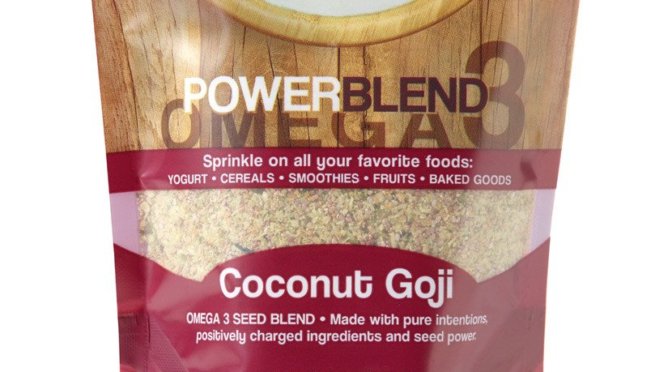 POWERBLEND
OMEGA 3
Sprinkle on all your favorite foods:
YOGURT • CEREALS • SMOOTHIES • FRUITS • BAKED GOODS
Coconut Goji
OMEGA 3 SEED BLEND • Made with pure intentions,
positively charged ingredients and seed power.